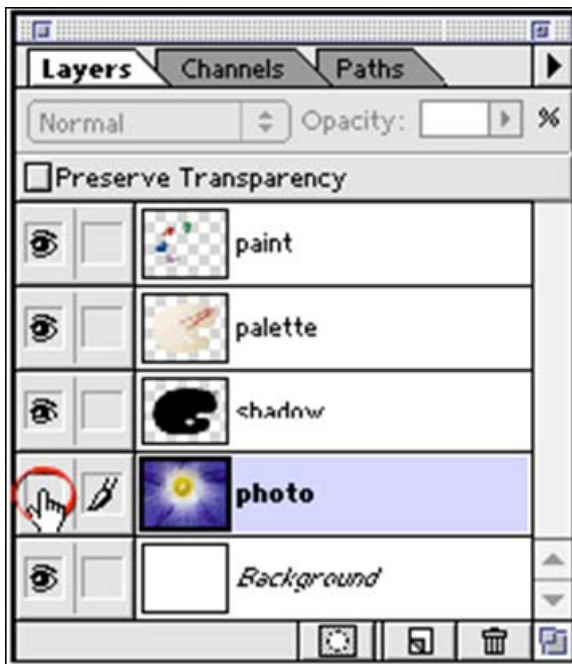 Layers Channels Paths
Normal Opacity: %
Preserve Transparency
paint
palette
shadow
photo
Background